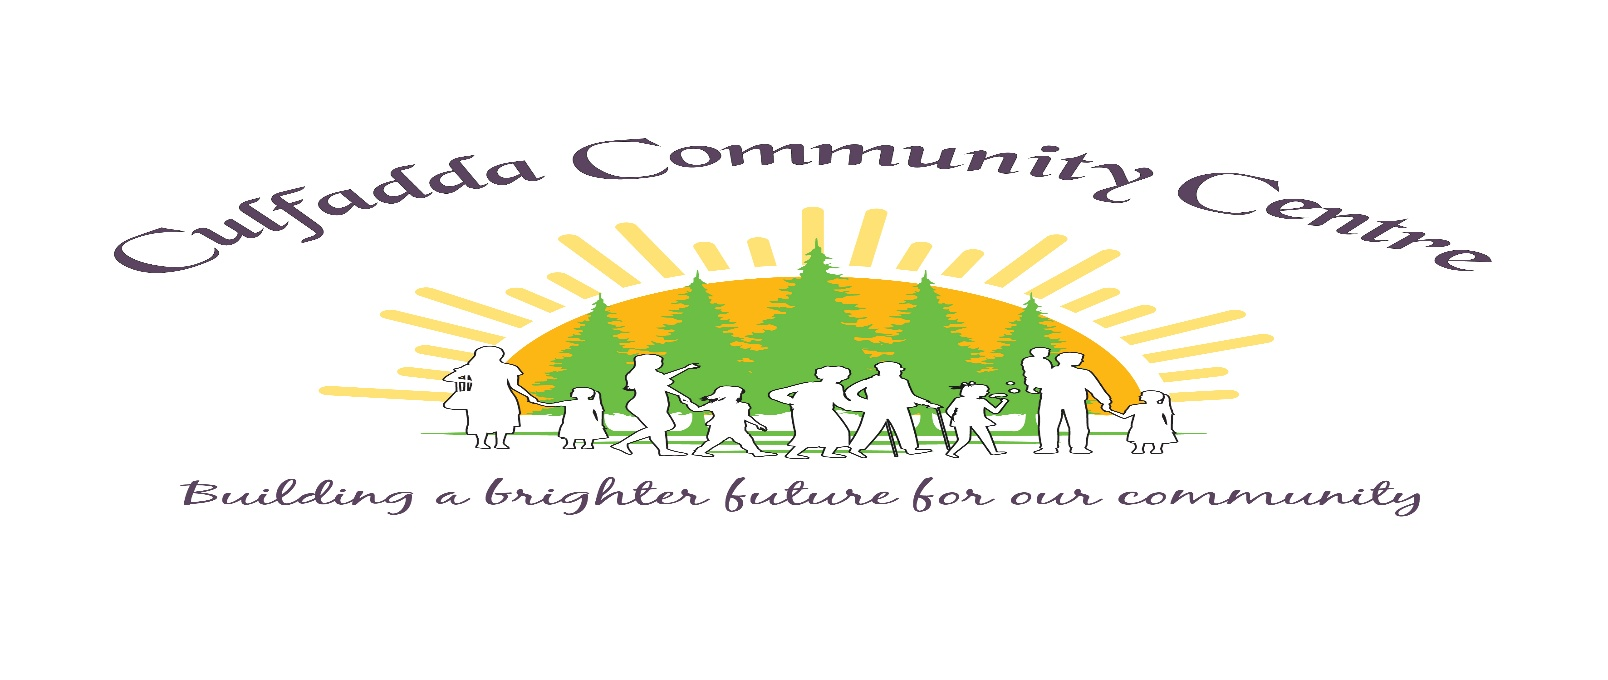 Culfadda Community Centre
Building a brighter future for our community